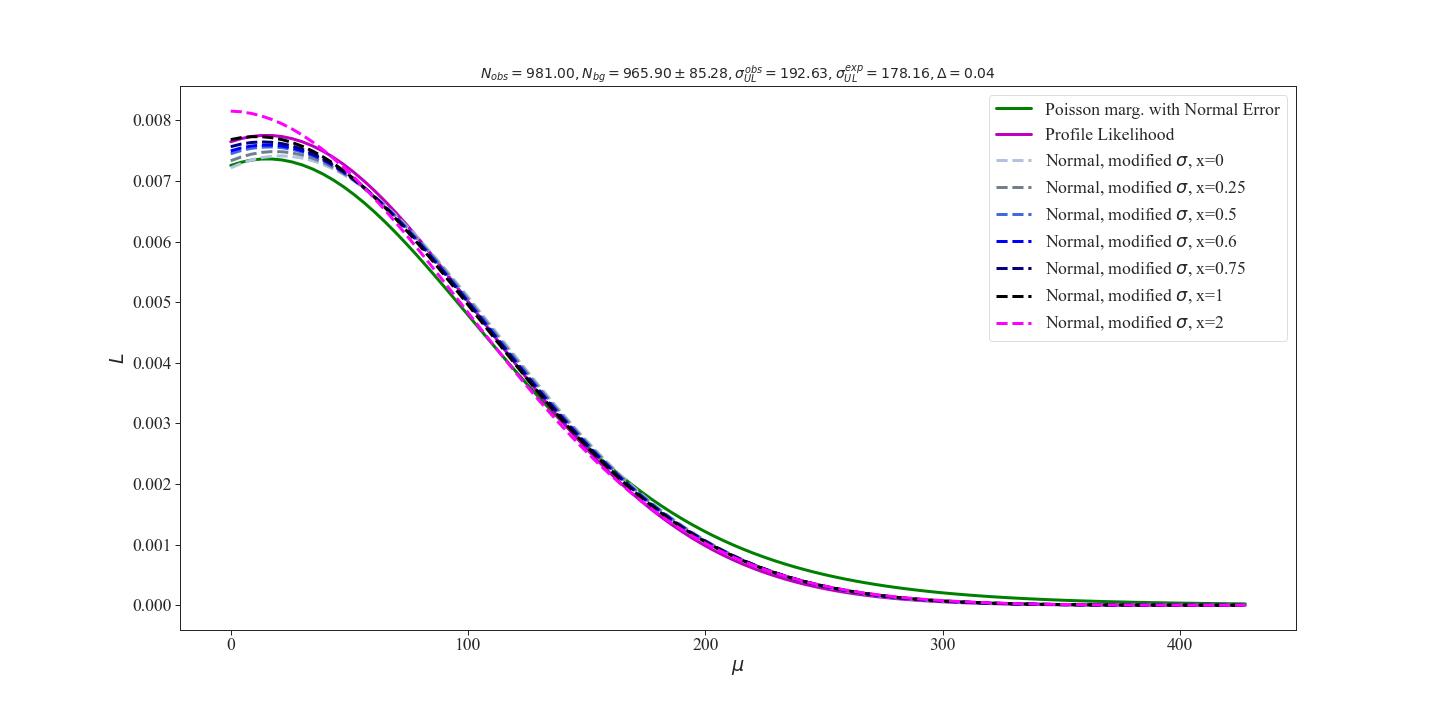 N_obs = 981.00, N_bg = 965.90 ± 85.28, σ_UL^obs = 192.63, σ_UL^exp = 178.16, Δ = 0.04
Poisson marg. with Normal Error
Profile Likelihood
Normal, modified σ, x=0
Normal, modified σ, x=0.25
Normal, modified σ, x=0.5
Normal, modified σ, x=0.6
Normal, modified σ, x=0.75
Normal, modified σ, x=1
Normal, modified σ, x=2
0.008
0.007
0.006
0.005
0.004
0.003
0.002
0.001
0.000
L
0 100 200 300 400
μ